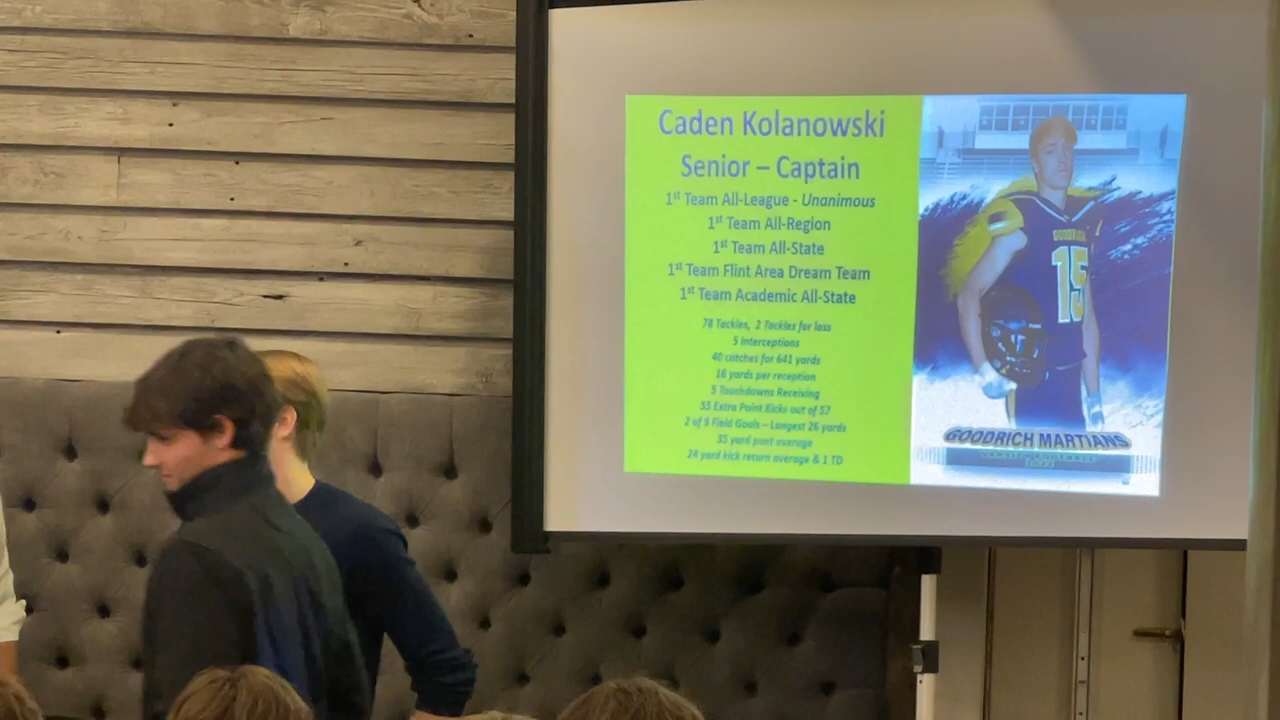 Caden Kolanowski
Senior – Captain
1st Team All-League - Unanimous
1st Team All-Region
1st Team All-State
1st Team Flint Area Dream Team
1st Team Academic All-State
78 Tackles, 2 Tackles for loss
5 Interceptions
40 catches for 641 yards
16 yards per reception
5 Touchdowns Receiving
55 Extra Point Kicks out of 57
2 of 9 Field Goals – Longest 26 yards
35 yard punt average
24 yard kick return average & 1 TD
GOODRICH
15
GOODRICH MARTIANS
VARSITY FOOTBALL